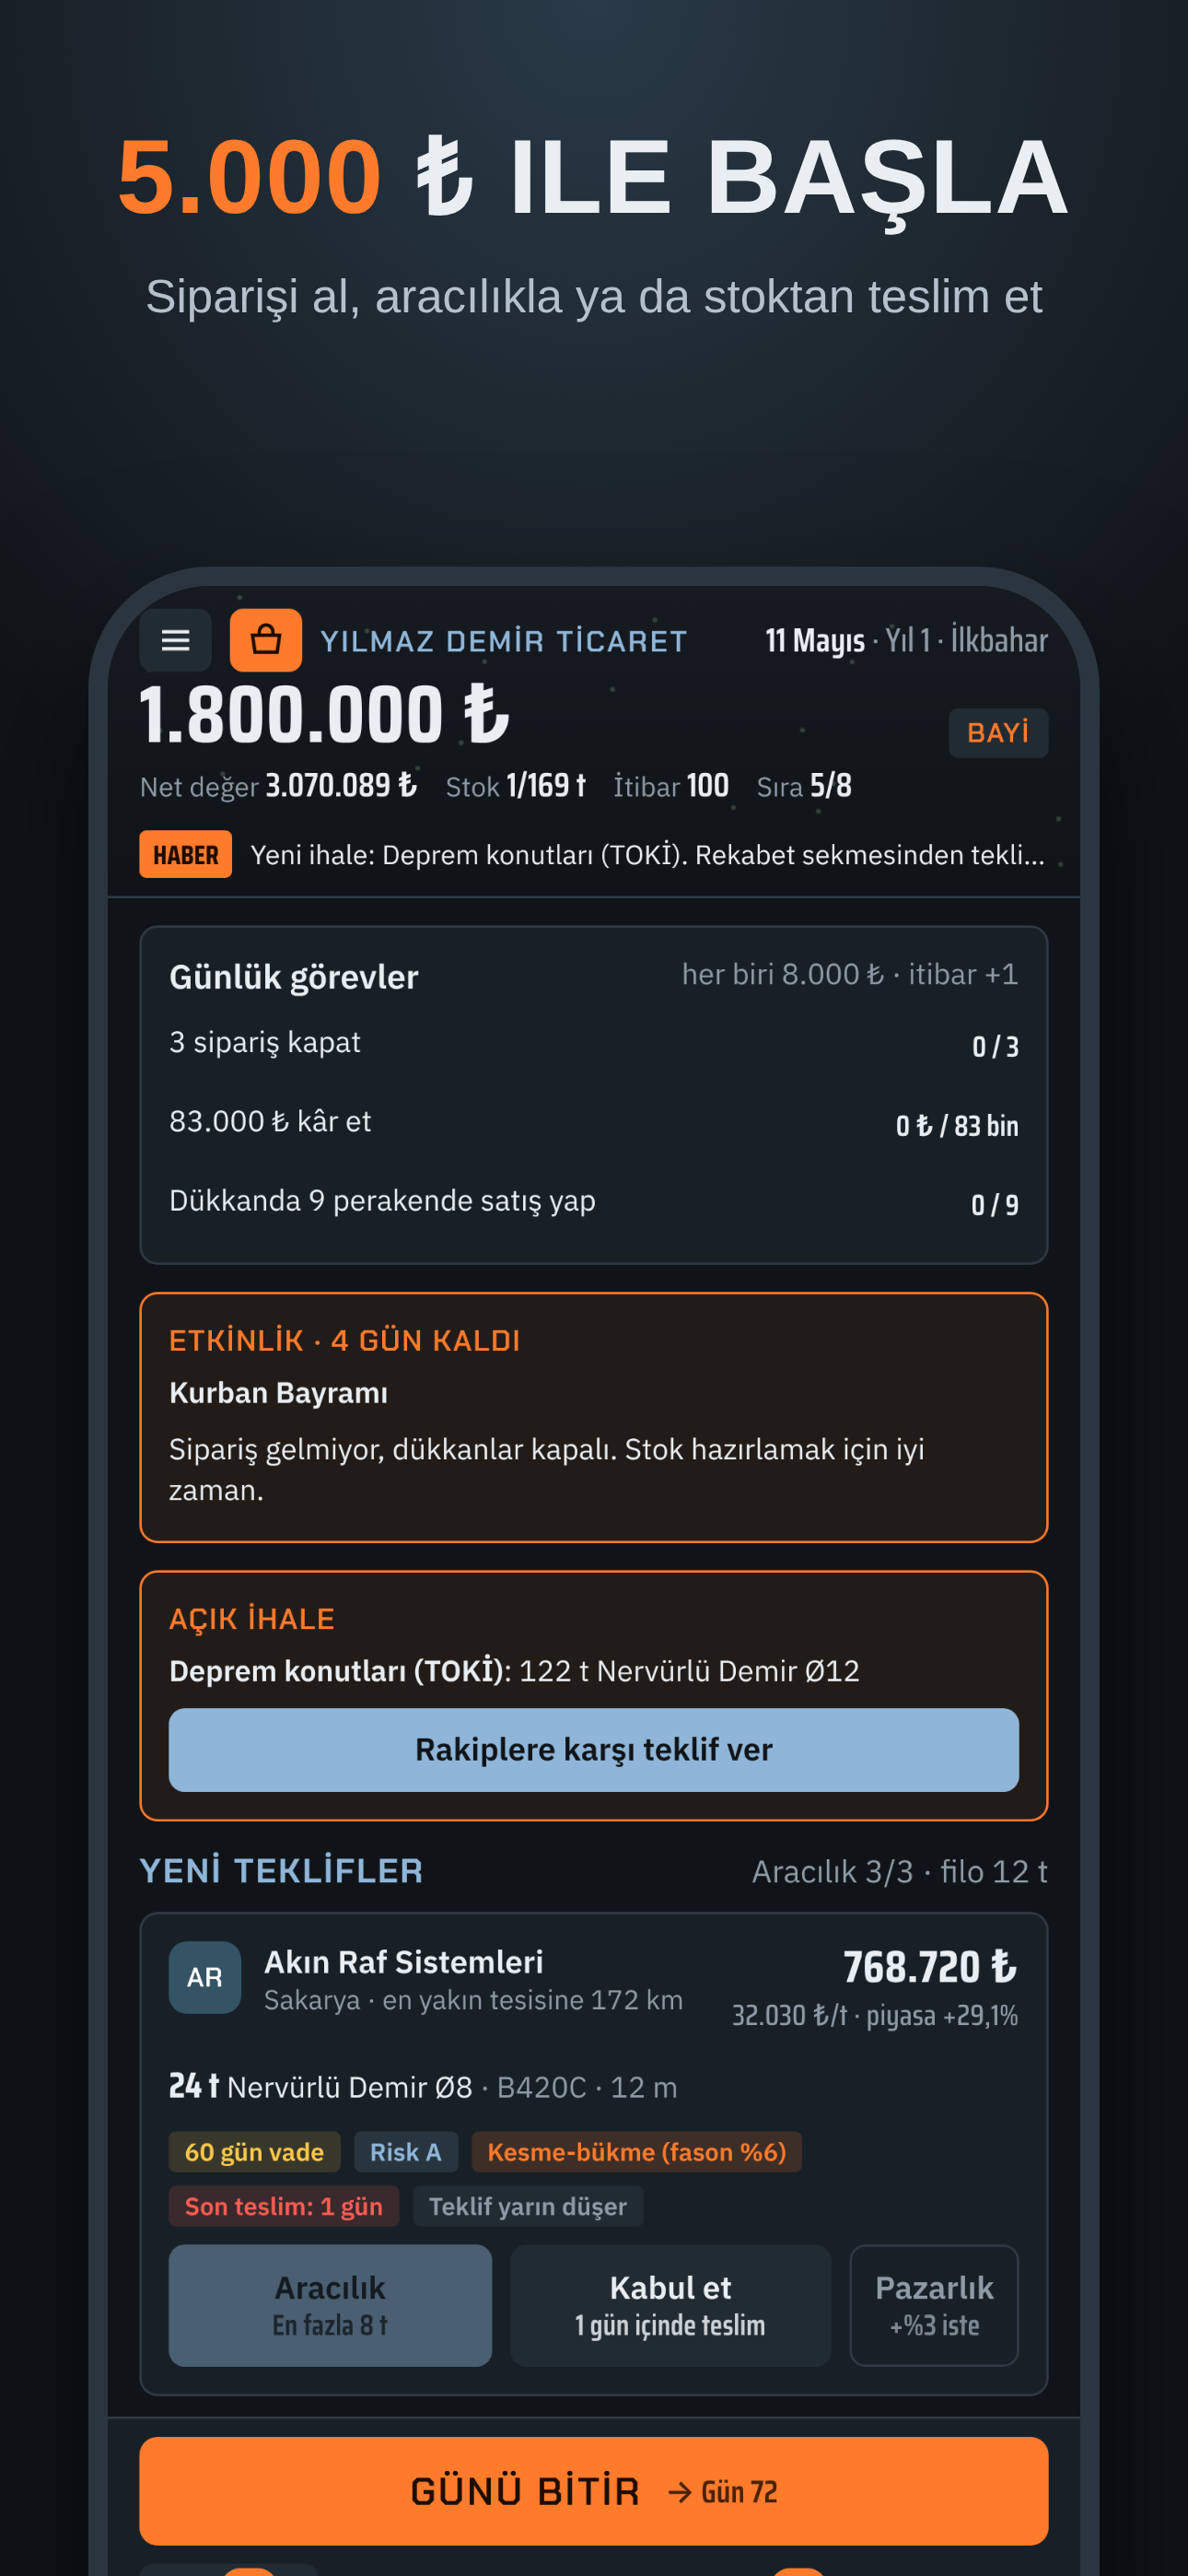 5.000 ₺ ILE BAŞLA
Siparişi al, aracılıkla ya da stoktan teslim et
YILMAZ DEMİR TİCARET
11 Mayıs · Yıl 1 · İlkbahar
1.800.000 ₺
BAYİ
Net değer 3.070.089 ₺ Stok 1/169 t İtibar 100 Sıra 5/8
HABER Yeni ihale: Deprem konutları (TOKİ). Rekabet sekmesinden tekli...
Günlük görevler
her biri 8.000 ₺ · itibar +1
3 sipariş kapat
0 / 3
83.000 ₺ kâr et
0 ₺ / 83 bin
Dükkanda 9 perakende satış yap
0 / 9
ETKİNLİK · 4 GÜN KALDI
Kurban Bayramı
Sipariş gelmiyor, dükkanlar kapalı. Stok hazırlamak için iyi
zaman.
AÇIK İHALE
Deprem konutları (TOKİ): 122 t Nervürlü Demir Ø12
Rakiplere karşı teklif ver
YENİ TEKLİFLER
Aracılık 3/3 · filo 12 t
AR
Akın Raf Sistemleri
768.720 ₺
Sakarya · en yakın tesisine 172 km
32.030 ₺/t · piyasa +29,1%
24 t Nervürlü Demir Ø8 · B420C · 12 m
60 gün vade
Risk A
Kesme-bükme (fason %6)
Son teslim: 1 gün
Teklif yarın düşer
Aracılık
En fazla 8 t
Kabul et
1 gün içinde teslim
Pazarlık
+%3 iste
GÜNÜ BİTİR → Gün 72